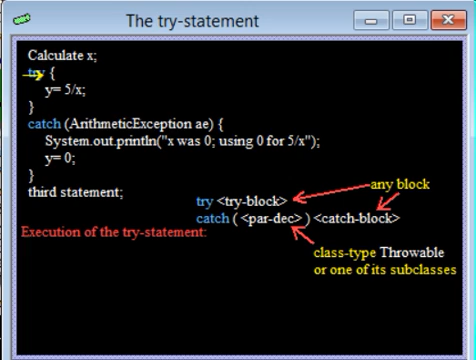 The try-statement
Calculate x;
try {
y= 5/x;
}
catch (ArithmeticException ae) {
System.out.println("x was 0; using 0 for 5/x");
y= 0;
}
third statement;
any block
try <try-block>
catch ( <par-dec> ) <catch-block>
Execution of the try-statement:
class-type Throwable
or one of its subclasses